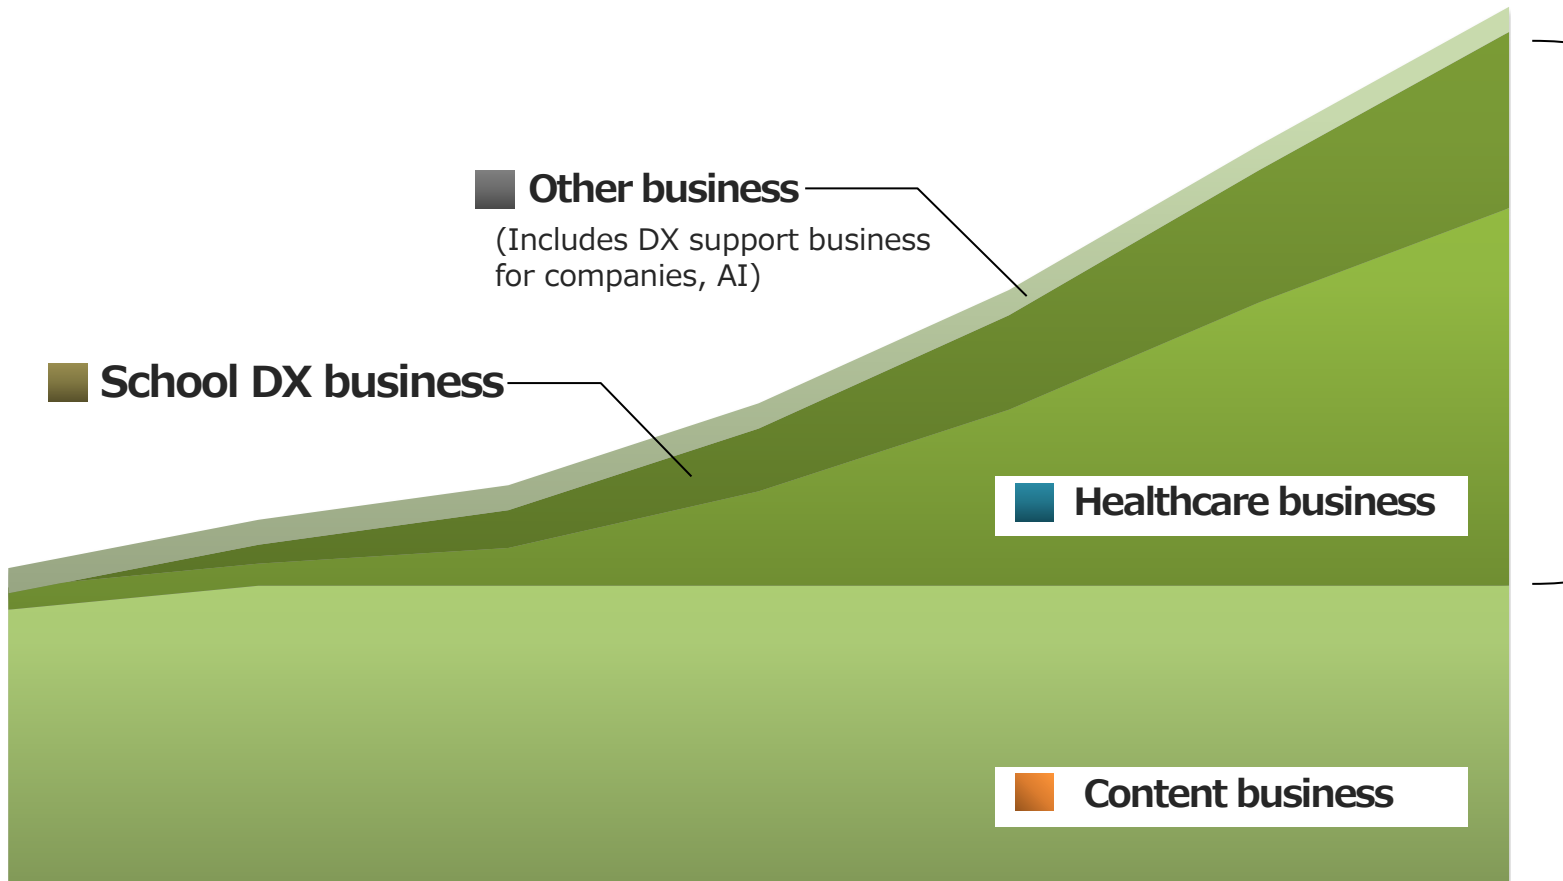 Other business
(Includes DX support business
for companies, AI)
School DX business
Healthcare business
Content business